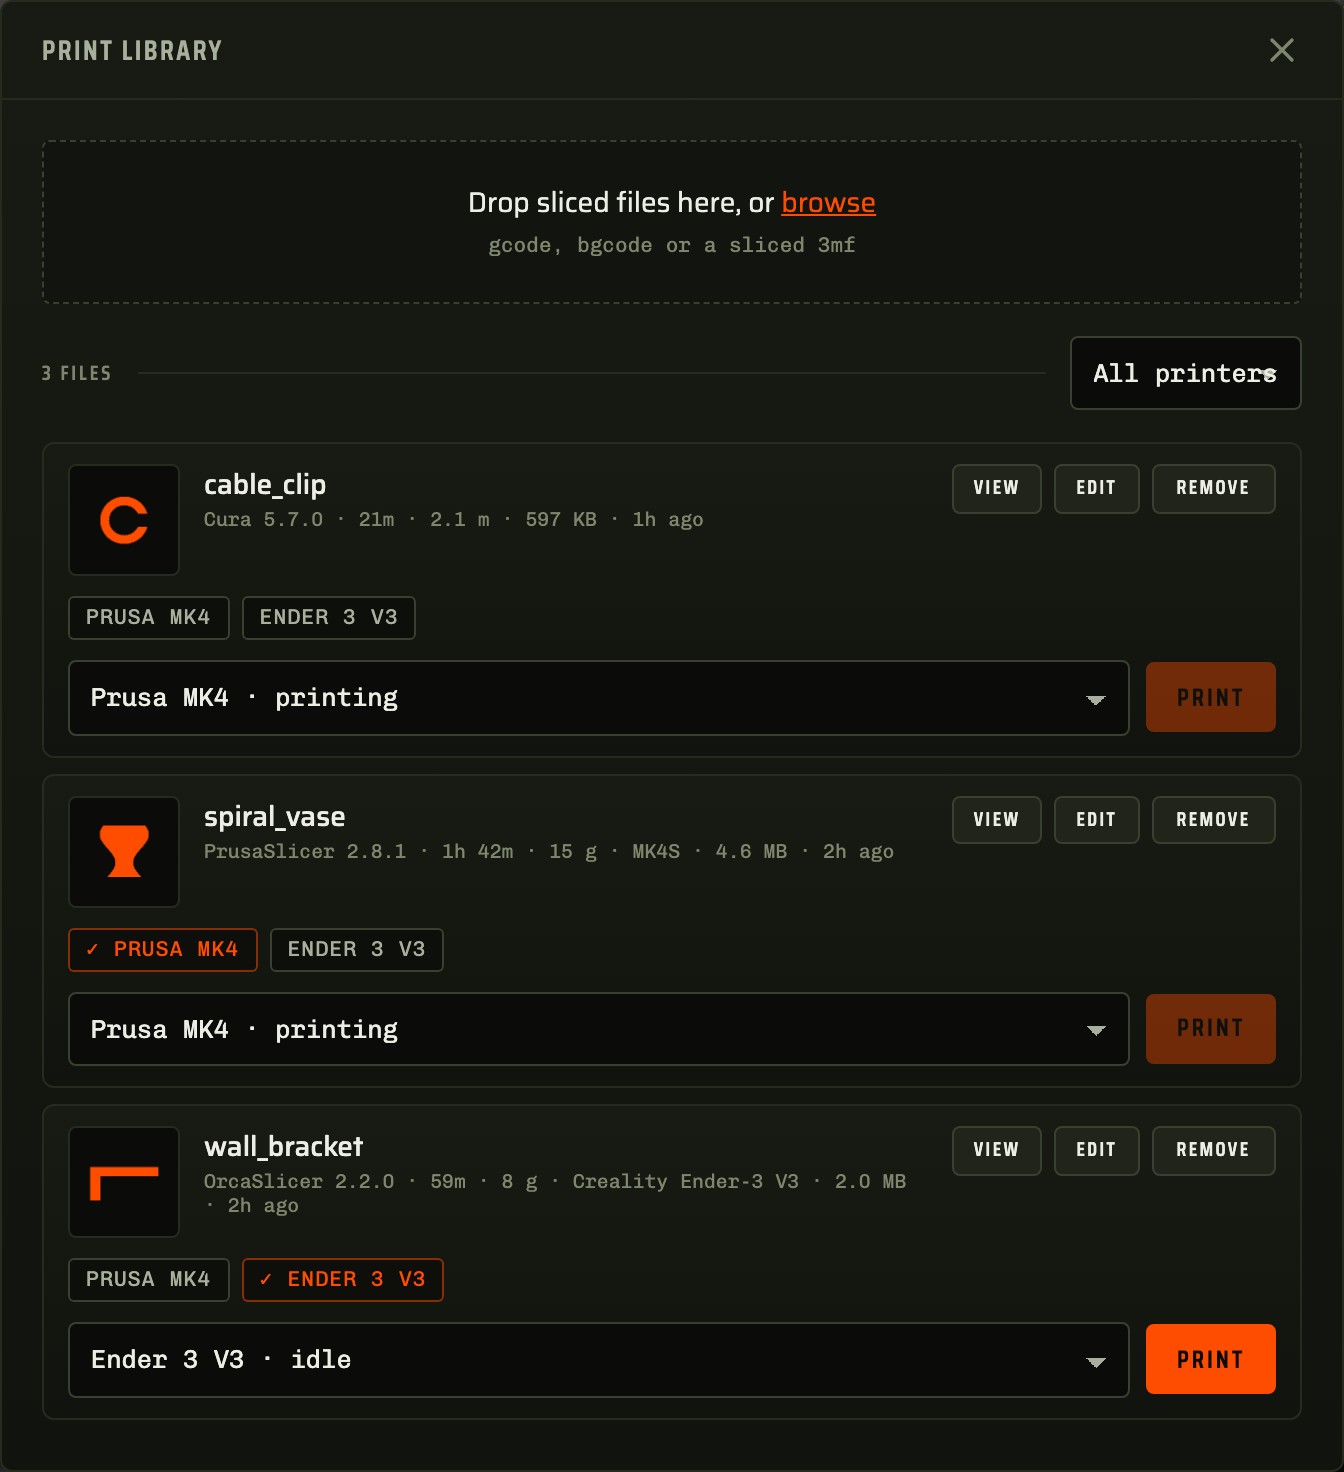 PRINT LIBRARY
Drop sliced files here, or browse
gcode, bgcode or a sliced 3mf
3 FILES
All printers
cable_clip
VIEW EDIT REMOVE
Cura 5.7.0 · 21m · 2.1 m · 597 KB · 1h ago
PRUSA MK4 ENDER 3 V3
Prusa MK4 · printing
PRINT
spiral_vase
VIEW EDIT REMOVE
PrusaSlicer 2.8.1 · 1h 42m · 15 g · MK4S · 4.6 MB · 2h ago
✓ PRUSA MK4 ENDER 3 V3
Prusa MK4 · printing
PRINT
wall_bracket
VIEW EDIT REMOVE
OrcaSlicer 2.2.0 · 59m · 8 g · Creality Ender-3 V3 · 2.0 MB
· 2h ago
PRUSA MK4 ✓ ENDER 3 V3
Ender 3 V3 · idle
PRINT